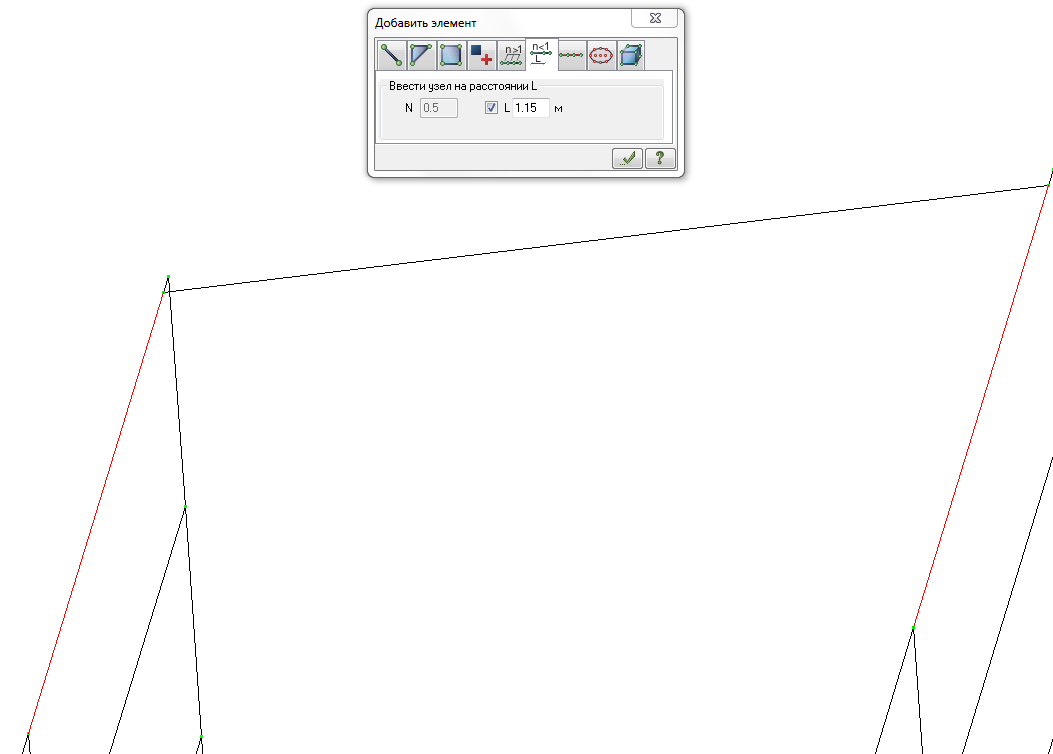 Добавить элемент
n>1
n<1
L
Ввести узел на расстоянии L
N 0.5 L 1.15 м
?